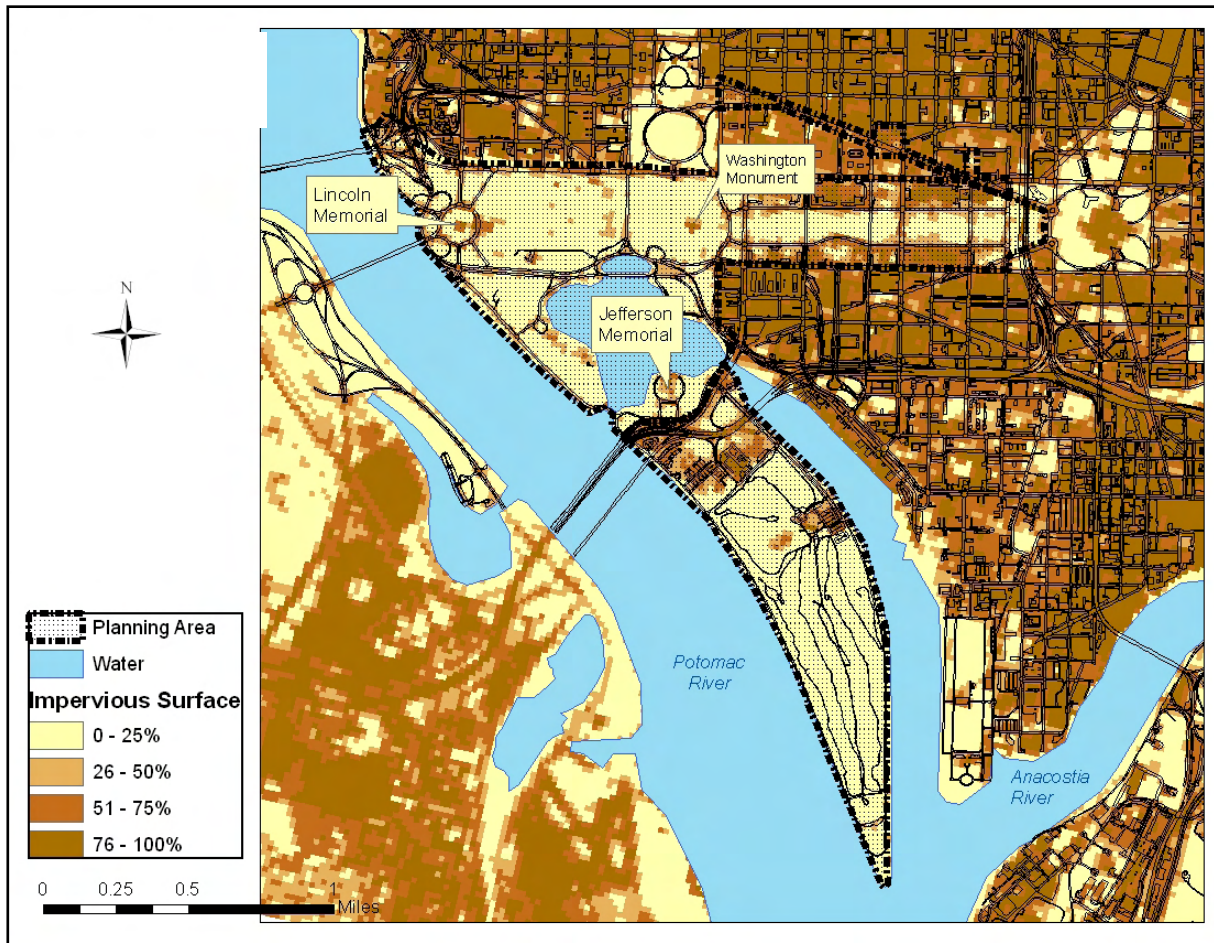 Washington
Monument
Lincoln
Memorial
N
Jefferson
Memorial
Planning Area
Water
Impervious Surface
0 - 25%
26 - 50%
51 - 75%
76 - 100%
Potomac
River
Anacostia
River
0 0.25 0.5 1
Miles